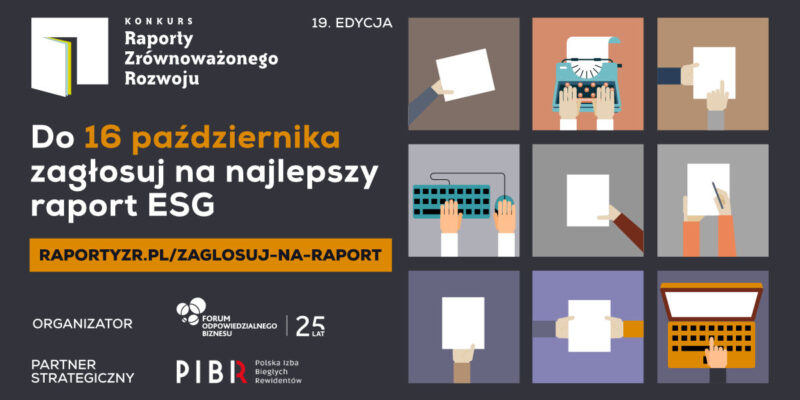 KONKURS
Raporty
Zrównoważonego
Rozwoju
19. EDYCJA
Do 16 października
zagłosuj na najlepszy
raport ESG
RAPORTYZR.PL/ZAGLOSUJ-NA-RAPORT
ORGANIZATOR
FORUM
ODPOWIEDZIALNEGO
BIZNESU
25
LAT
PARTNER
STRATEGICZNY
PIBR
Polska Izba
Biegłych
Rewidentów